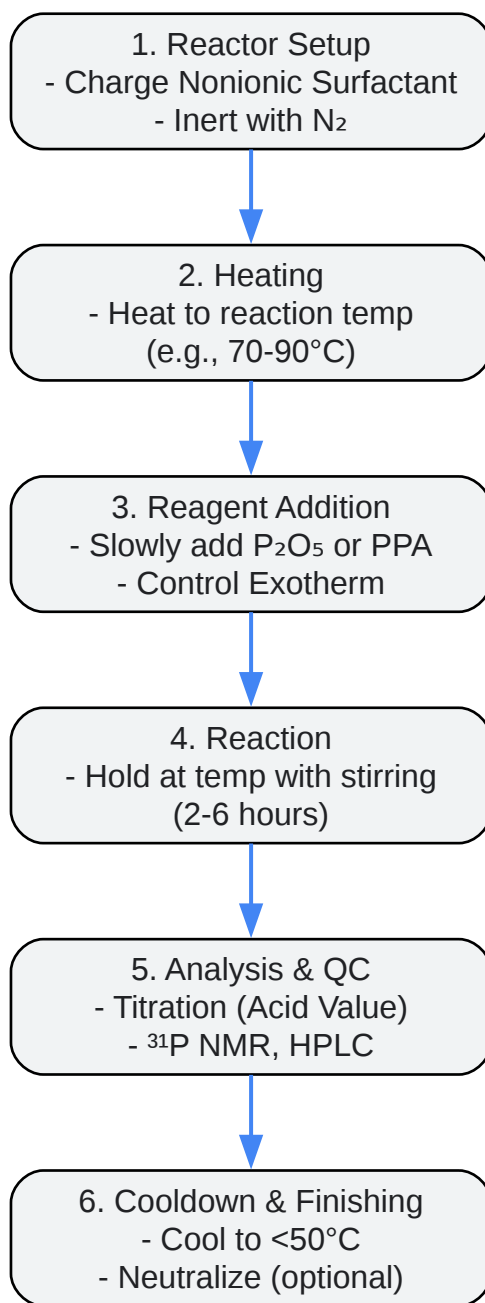 1. Reactor Setup
- Charge Nonionic Surfactant
- Inert with N₂
2. Heating
- Heat to reaction temp
(e.g., 70-90°C)
3. Reagent Addition
- Slowly add P₂O₅ or PPA
- Control Exotherm
4. Reaction
- Hold at temp with stirring
(2-6 hours)
5. Analysis & QC
- Titration (Acid Value)
- ³¹P NMR, HPLC
6. Cooldown & Finishing
- Cool to <50°C
- Neutralize (optional)